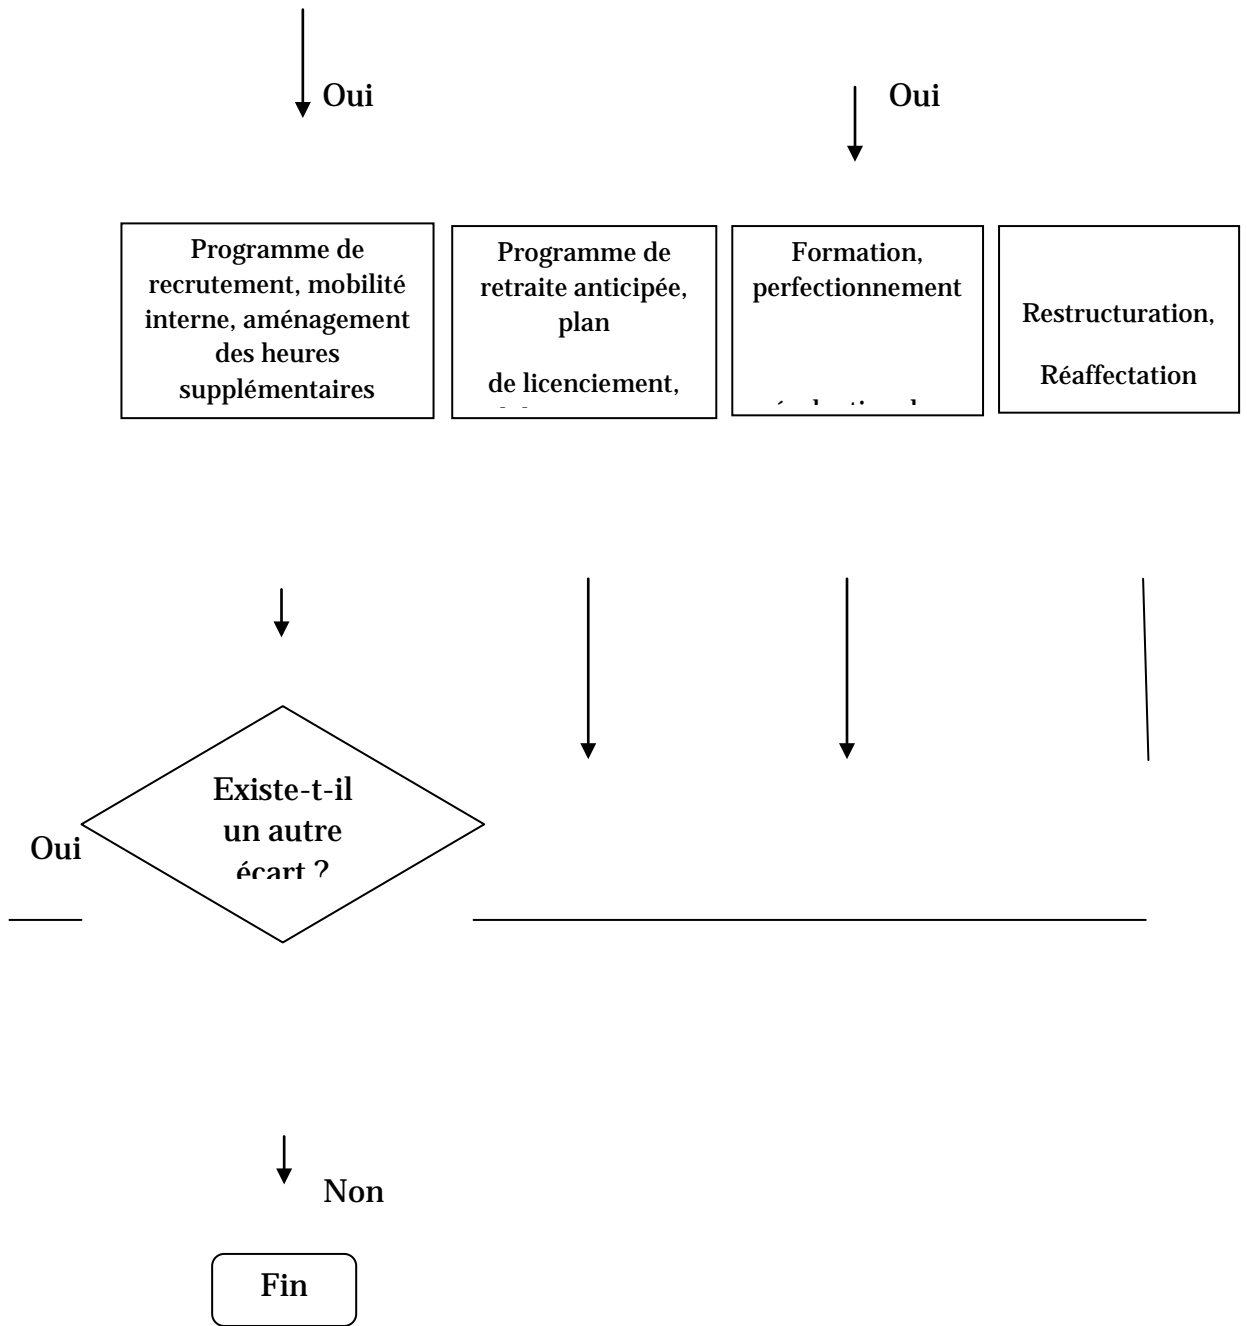 Oui
Oui
Programme de
recrutement, mobilité
interne, aménagement
des heures
supplémentaires
Programme de
retraite anticipée,
plan
de licenciement,
Formation,
perfectionnement
Restructuration,
Réaffectation
Existe-t-il
un autre
écart ?
Oui
Non
Fin